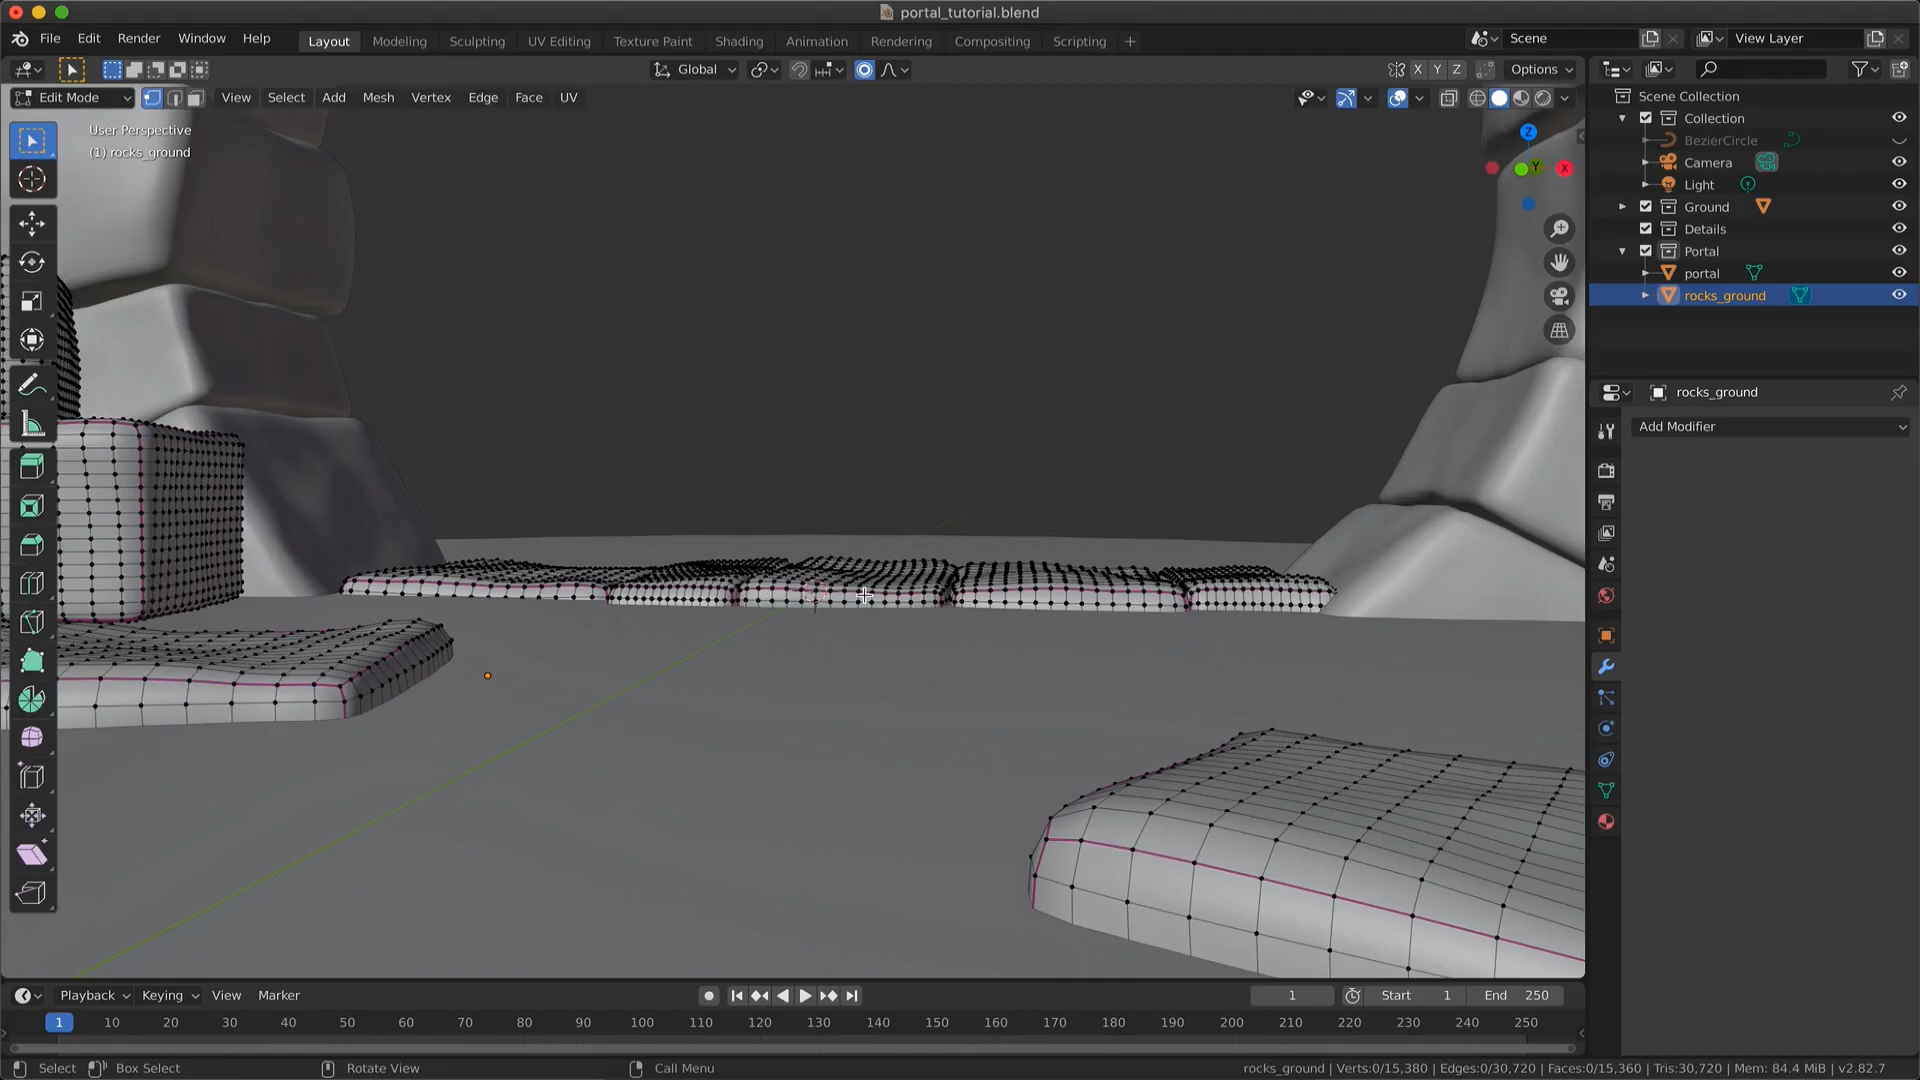 portal_tutorial.blend
File Edit Render Window Help Layout Modeling Sculpting UV Editing Texture Paint Shading Animation Rendering Compositing Scripting + Scene View Layer
Global X Y Z Options
Edit Mode View Select Add Mesh Vertex Edge Face UV
User Perspective
(1) rocks_ground
Z
Y
X
Scene Collection
Collection
BezierCircle
Camera
Light
Ground
Details
Portal
portal
rocks_ground
rocks_ground
Add Modifier
Playback Keying View Marker 1 Start 1 End 250
1 10 20 30 40 50 60 70 80 90 100 110 120 130 140 150 160 170 180 190 200 210 220 230 240 250
Select Box Select Rotate View Call Menu rocks_ground | Verts:0/15,380 | Edges:0/30,720 | Faces:0/15,360 | Tris:30,720 | Mem: 84.4 MiB | v2.82.7